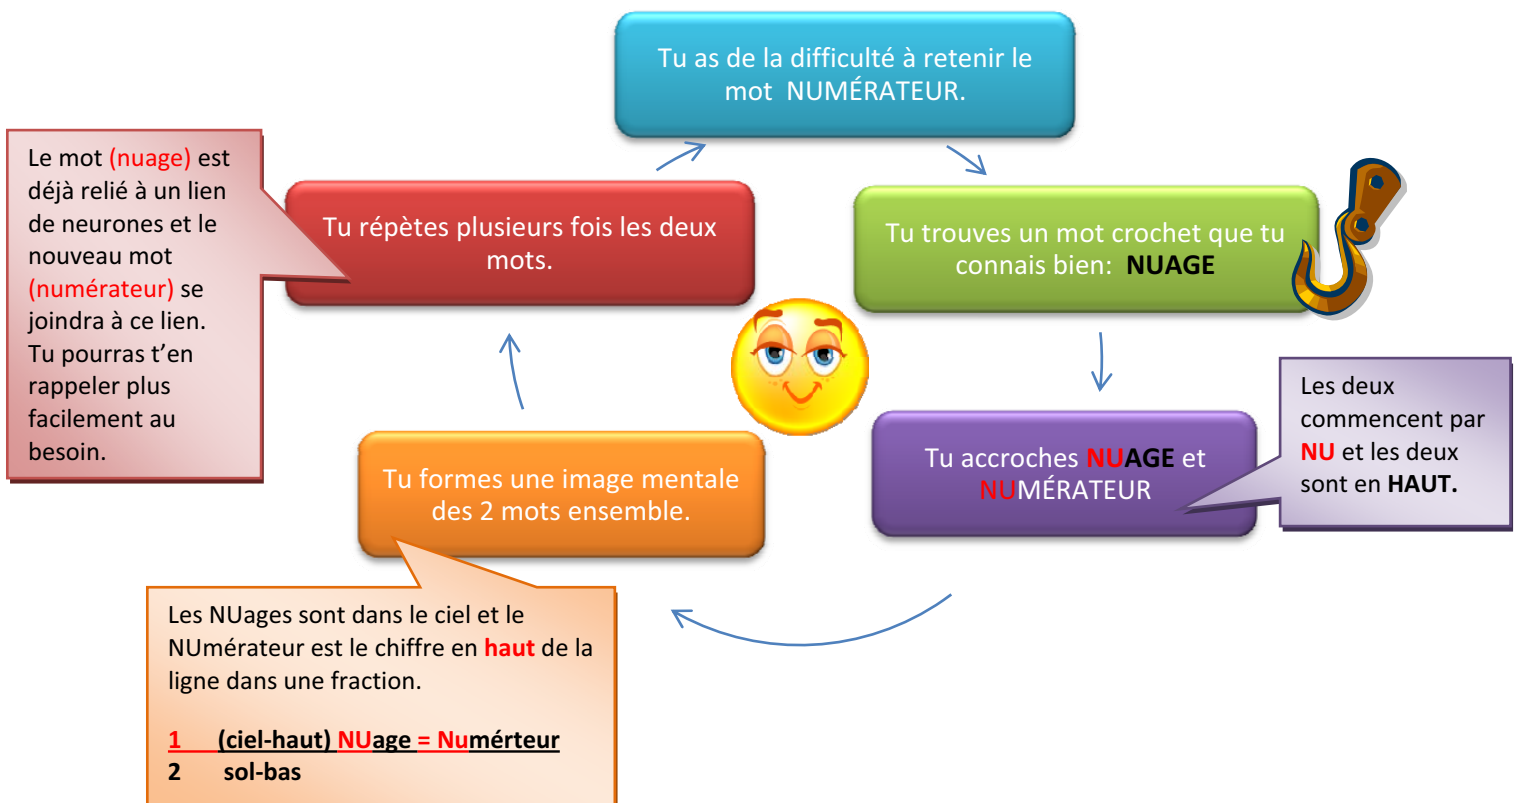 Tu as de la difficulté à retenir le
mot NUMÉRATEUR.
Tu trouves un mot crochet que tu
connais bien: NUAGE
Tu accroches NUAGE et
NUMÉRATEUR
Les deux
commencent par
NU et les deux
sont en HAUT.
Tu formes une image mentale
des 2 mots ensemble.
Les NUages sont dans le ciel et le
NUmérateur est le chiffre en haut de la
ligne dans une fraction.
1 (ciel-haut) NUage = Numérteur
2 sol-bas
Tu répètes plusieurs fois les deux
mots.
Le mot (nuage) est
déjà relié à un lien
de neurones et le
nouveau mot
(numérateur) se
joindra à ce lien.
Tu pourras t’en
rappeler plus
facilement au
besoin.